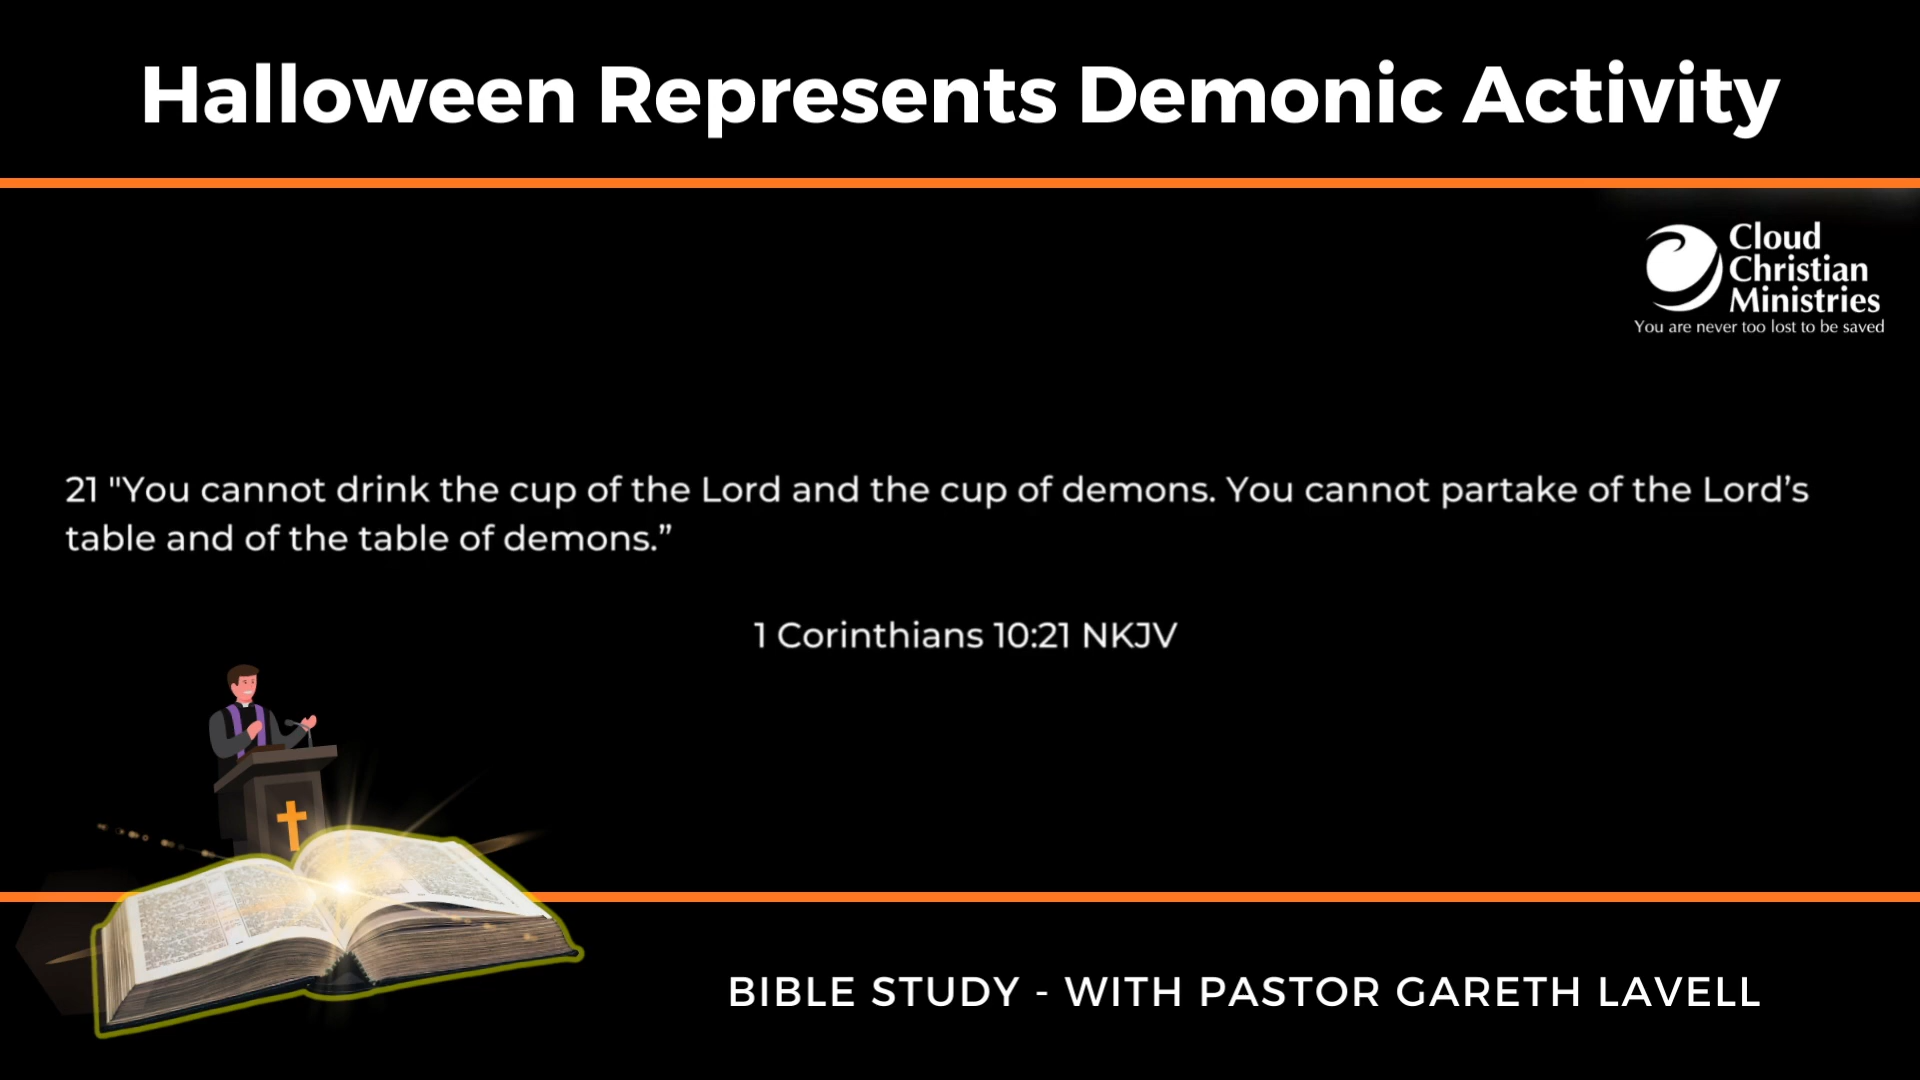 Halloween Represents Demonic Activity
Cloud
Christian
Ministries
You are never too lost to be saved
21 "You cannot drink the cup of the Lord and the cup of demons. You cannot partake of the Lord’s
table and of the table of demons.”
1 Corinthians 10:21 NKJV
BIBLE STUDY - WITH PASTOR GARETH LAVELL